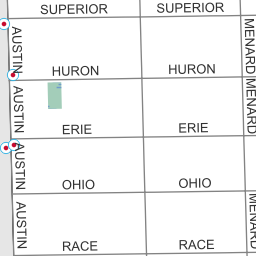 SUPERIOR SUPERIOR
AUSTIN
MENARD
HURON HURON
AUSTIN
MENARD
ERIE ERIE
AUSTIN
OHIO OHIO
AUSTIN
MENARD
RACE RACE